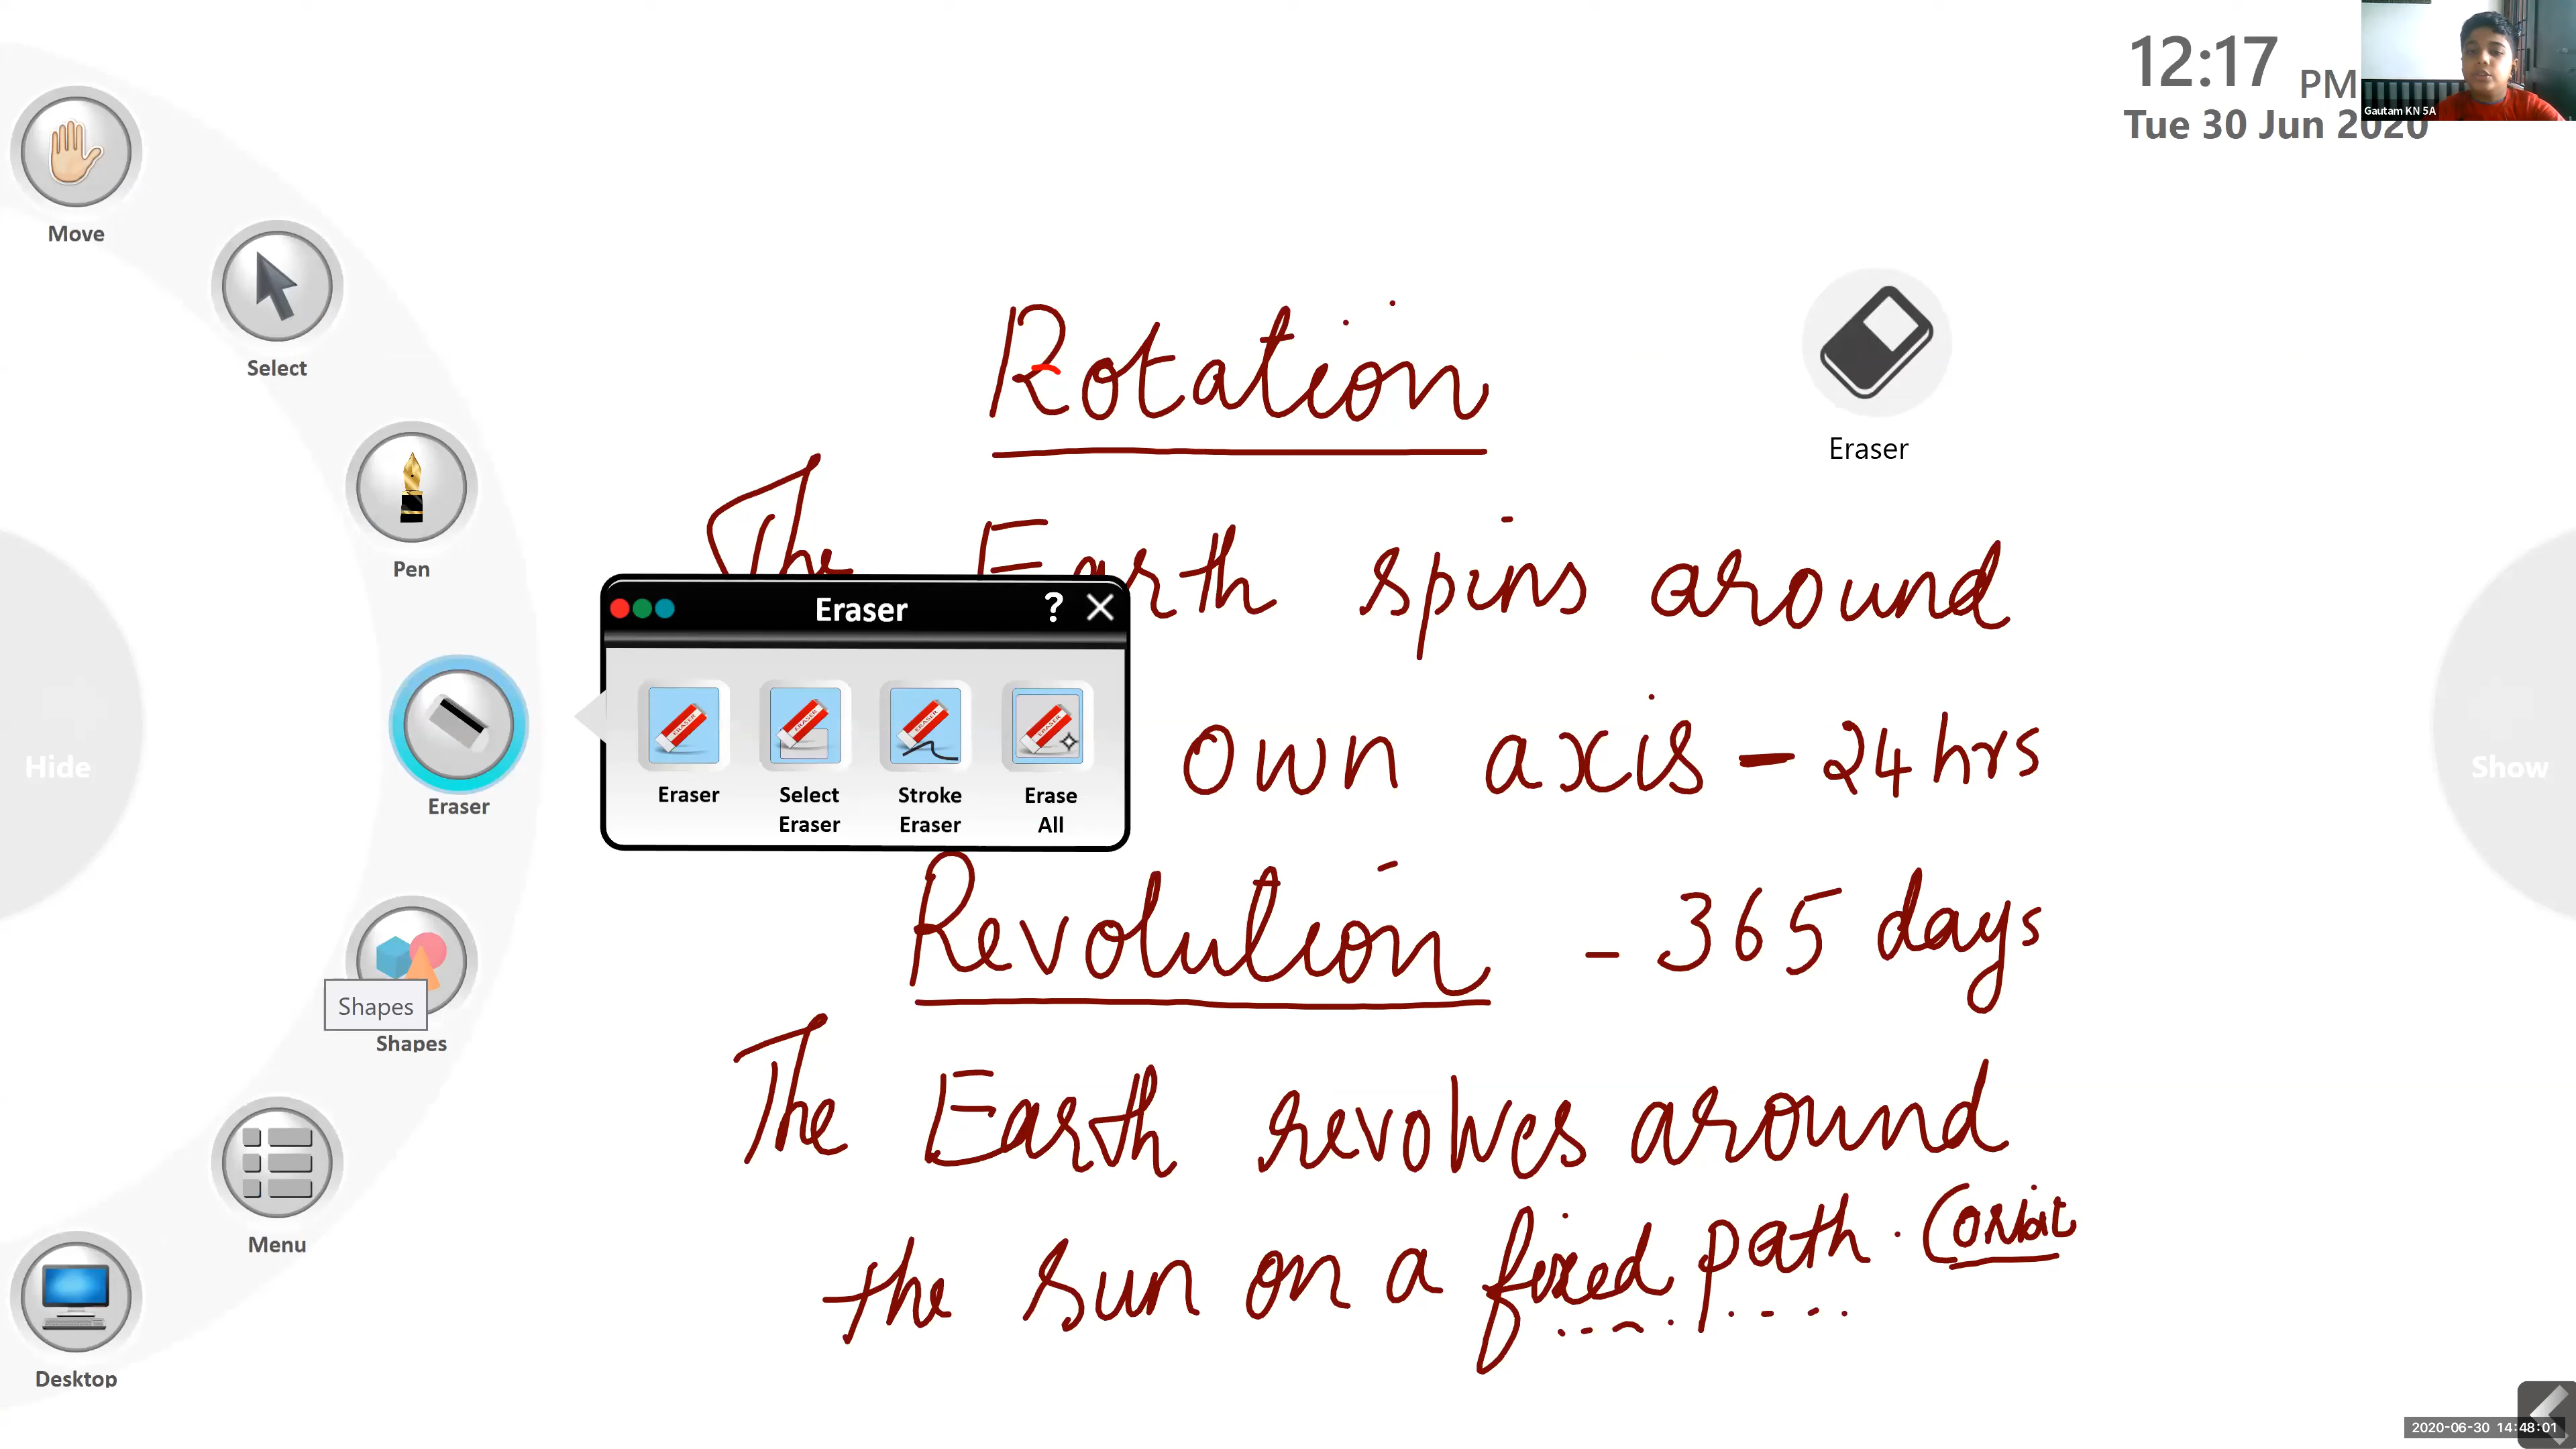 12:17 PM
Gautam KN 5A
Tue 30 Jun 2020
Move
Select
Pen
Eraser
Shapes
Shapes
Menu
Desktop
Hide
Show
Eraser
Eraser ? X
Eraser
Select Eraser
Stroke Eraser
Erase All
Rotation
The Earth spins around
own axis - 24 hrs
Revolution - 365 days
The Earth revolves around
the sun on a fixed path. (orbit
2020-06-30 14:48:01